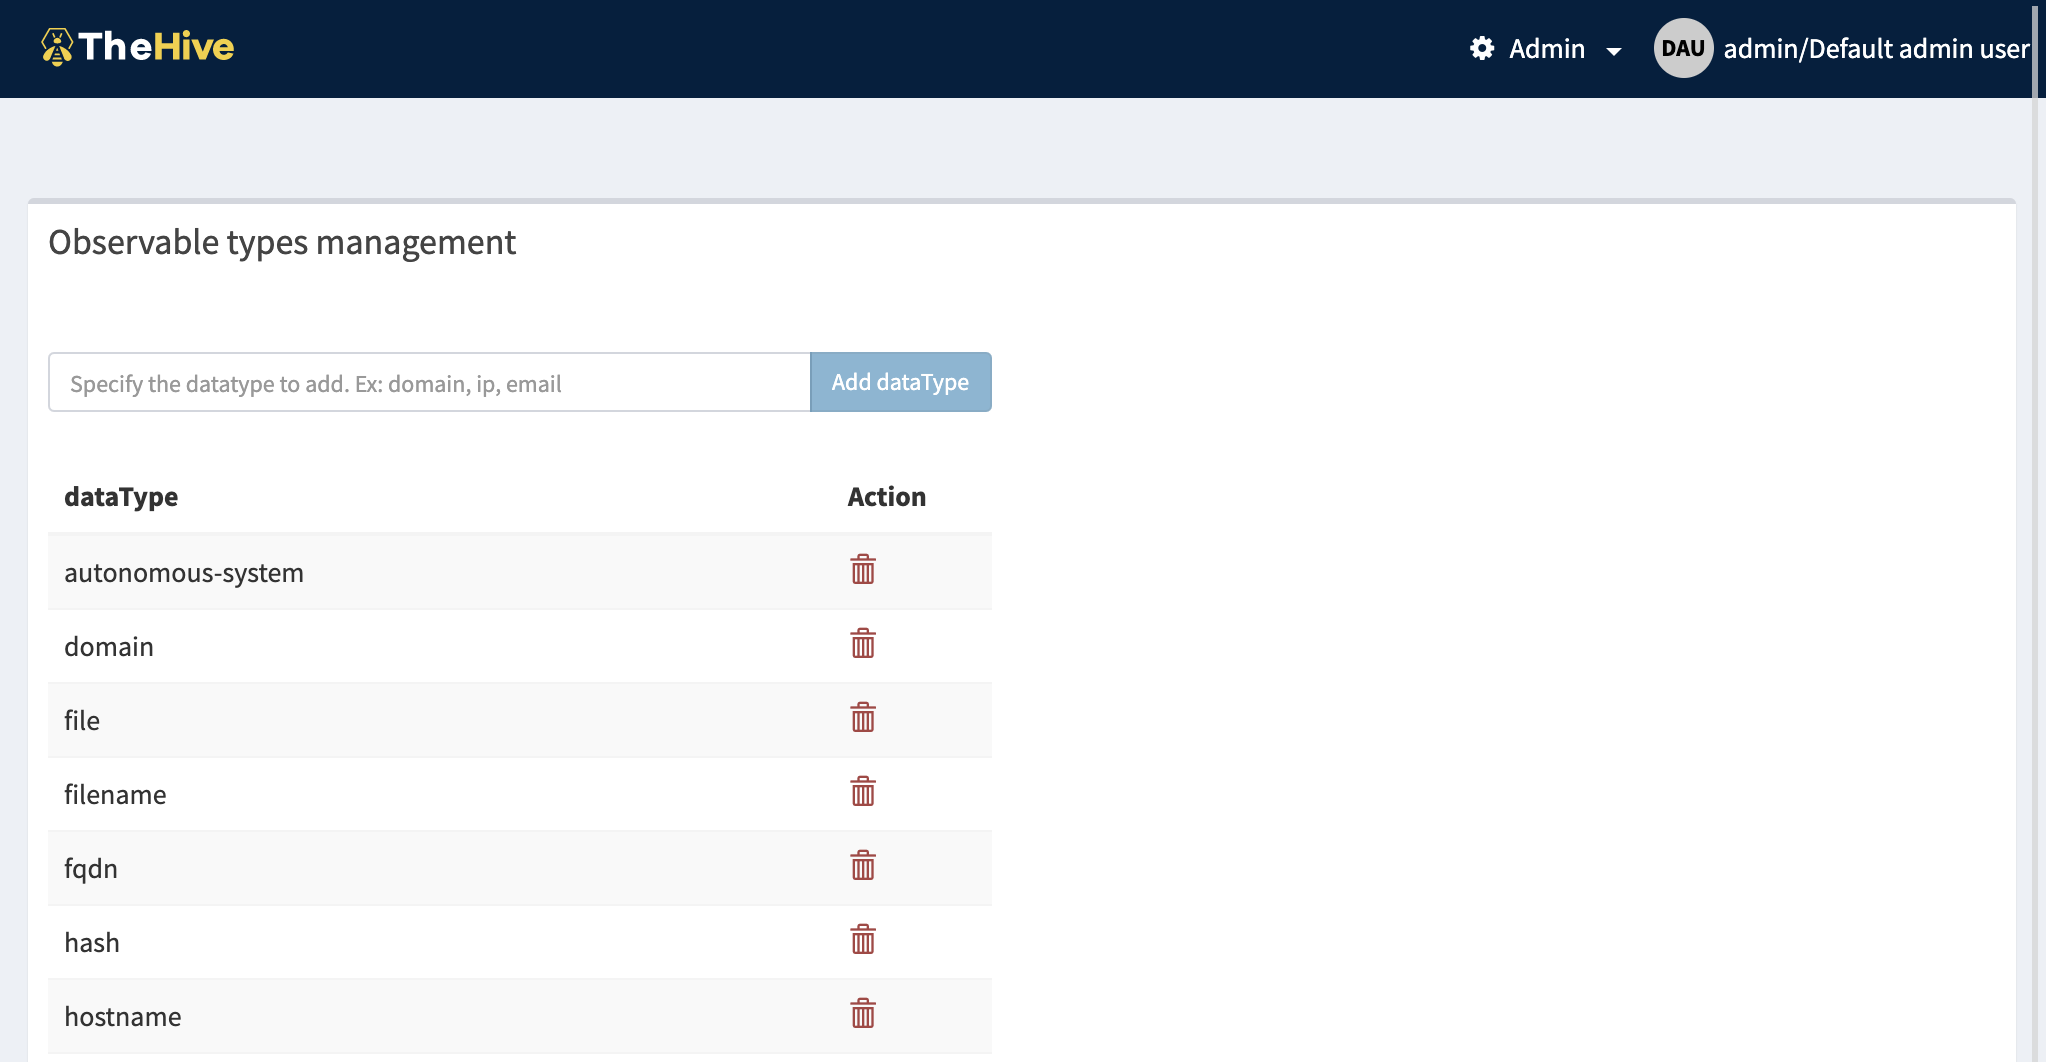 TheHive
Admin
DAU admin/Default admin user
Observable types management
Specify the datatype to add. Ex: domain, ip, email
Add dataType
dataType Action
autonomous-system
domain
file
filename
fqdn
hash
hostname